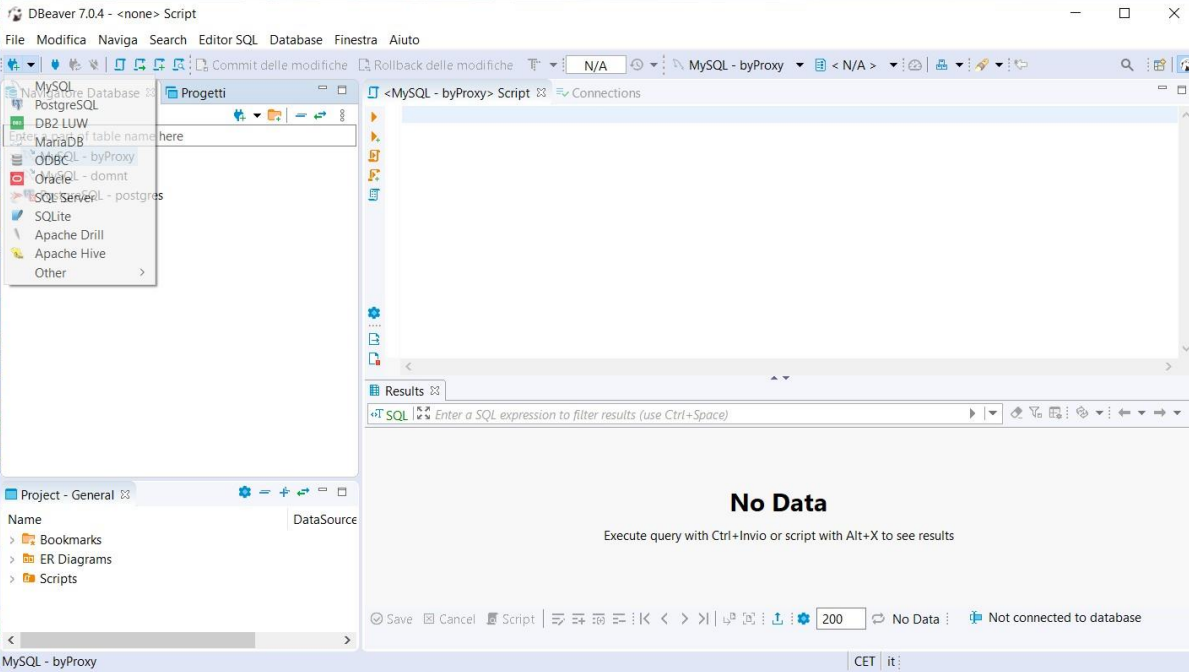 DBeaver 7.0.4 - <none> Script
File Modifica Naviga Search Editor SQL Database Finestra Aiuto
Commit delle modifiche Rollback delle modifiche N/A MySQL - byProxy < N/A >
Navigatore Database Progetti
Enter a part of table name here
MySQL - byProxy
MySQL - domnt
PostgreSQL - postgres
MySQL
PostgreSQL
DB2 LUW
MariaDB
ODBC
Oracle
SQL Server
SQLite
Apache Drill
Apache Hive
Other
<MySQL - byProxy> Script Connections
Results
SQL Enter a SQL expression to filter results (use Ctrl+Space)
No Data
Execute query with Ctrl+Invio or script with Alt+X to see results
Project - General
Name DataSource
Bookmarks
ER Diagrams
Scripts
Save Cancel Script 200 No Data Not connected to database
MySQL - byProxy CET it